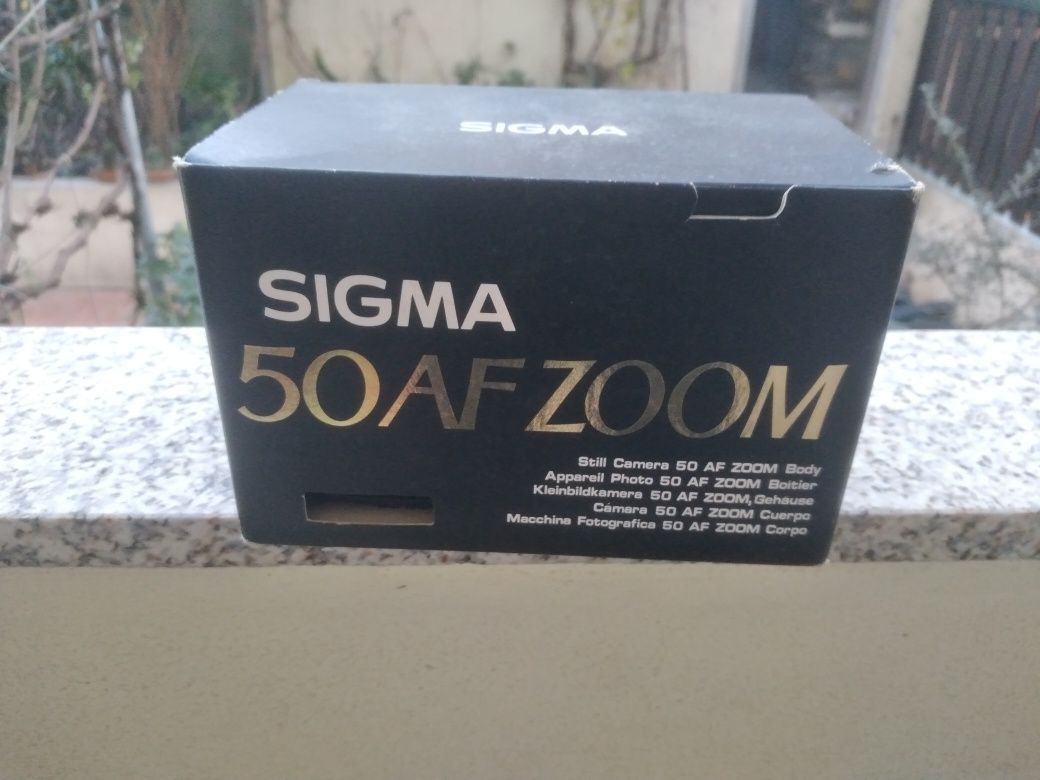 SIGMA
SIGMA
50 AF ZOOM
Still Camera 50 AF ZOOM Body
Appareil Photo 50 AF ZOOM Boîtier
Kleinbildkamera 50 AF ZOOM, Gehäuse
Cámara 50 AF ZOOM Cuerpo
Macchina Fotografica 50 AF ZOOM Corpo